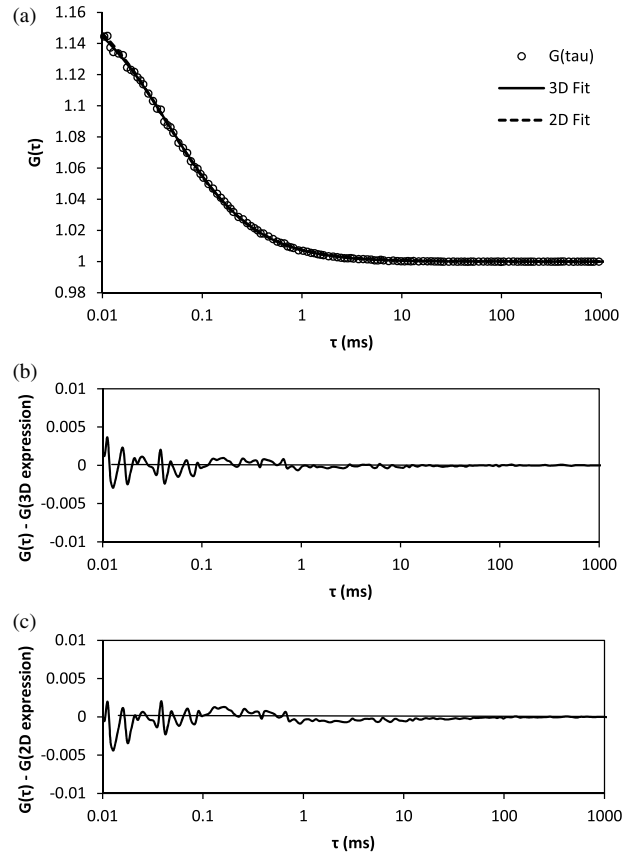 (a)
1.16
1.14
1.12
1.1
1.08
1.06
1.04
1.02
1
0.98
G(τ)
G(tau)
3D Fit
2D Fit
0.01 0.1 1 10 100 1000
τ (ms)
(b)
0.01
0.005
0
-0.005
-0.01
G(τ) - G(3D expression)
0.01 0.1 1 10 100 1000
τ (ms)
(c)
0.01
0.005
0
-0.005
-0.01
G(τ) - G(2D expression)
0.01 0.1 1 10 100 1000
τ (ms)